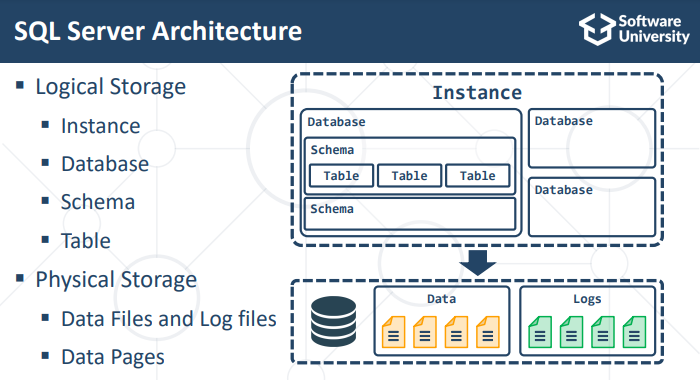 SQL Server Architecture
Software
University
Logical Storage
Instance
Database
Schema
Table
Physical Storage
Data Files and Log files
Data Pages
Instance
Database
Schema
Table Table Table
Schema
Database
Database
Data
Logs